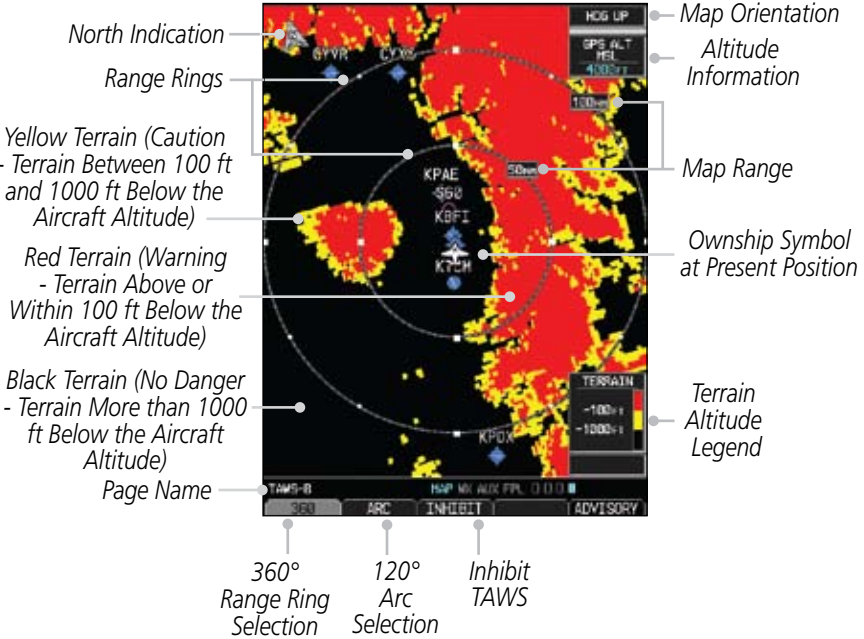 North Indication
Range Rings
Yellow Terrain (Caution
- Terrain Between 100 ft
and 1000 ft Below the
Aircraft Altitude)
Red Terrain (Warning
- Terrain Above or
Within 100 ft Below the
Aircraft Altitude)
Black Terrain (No Danger
- Terrain More than 1000
ft Below the Aircraft
Altitude)
Page Name
HDG UP
GPS ALT
MSL
4000FT
100NM
50NM
CYXS
KPAE
KBFI
KPDX
TERRAIN
-100FT
-1000FT
TAWS-B
MAP WX AUX FPL
360
ARC
INHIBIT
ADVISORY
Map Orientation
Altitude
Information
Map Range
Ownship Symbol
at Present Position
Terrain
Altitude
Legend
360°
Range Ring
Selection
120°
Arc
Selection
Inhibit
TAWS